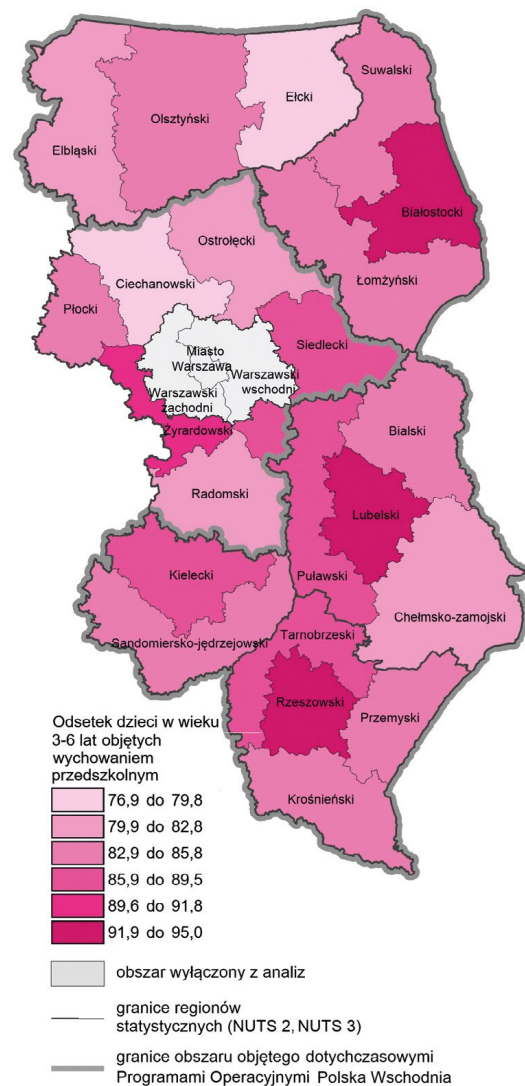 Ełcki
Suwalski
Olsztyński
Elbląski
Białostocki
Ostrołęcki
Ciechanowski
Łomżyński
Płocki
Siedlecki
Miasto
Warszawa
Warszawski
wschodni
Warszawski
zachodni
Żyrardowski
Bialski
Radomski
Lubelski
Kielecki
Puławski
Chełmsko-zamojski
Tarnobrzeski
Sandomiersko-jędrzejowski
Rzeszowski
Przemyski
Krośnieński
Odsetek dzieci w wieku
3-6 lat objętych
wychowaniem
przedszkolnym
76,9 do 79,8
79,9 do 82,8
82,9 do 85,8
85,9 do 89,5
89,6 do 91,8
91,9 do 95,0
obszar wyłączony z analiz
granice regionów
statystycznych (NUTS 2, NUTS 3)
granice obszaru objętego dotychczasowymi
Programami Operacyjnymi Polska Wschodnia